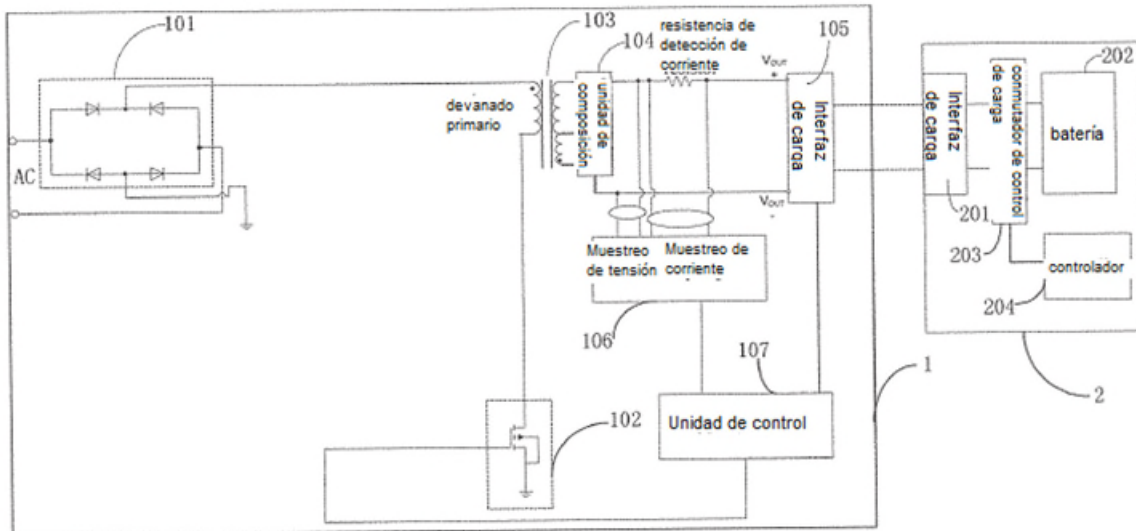 101
103
resistencia de
detección de
corriente
104
105
VOUT
+
202
devanado
primario
unidad de
composición
Interfaz
de carga
Interfaz
de carga
conmutador de control
de carga
batería
AC
201
VOUT
-
203
Muestreo
de tensión
Muestreo de
corriente
controlador
204
106
107
1
2
Unidad de control
102